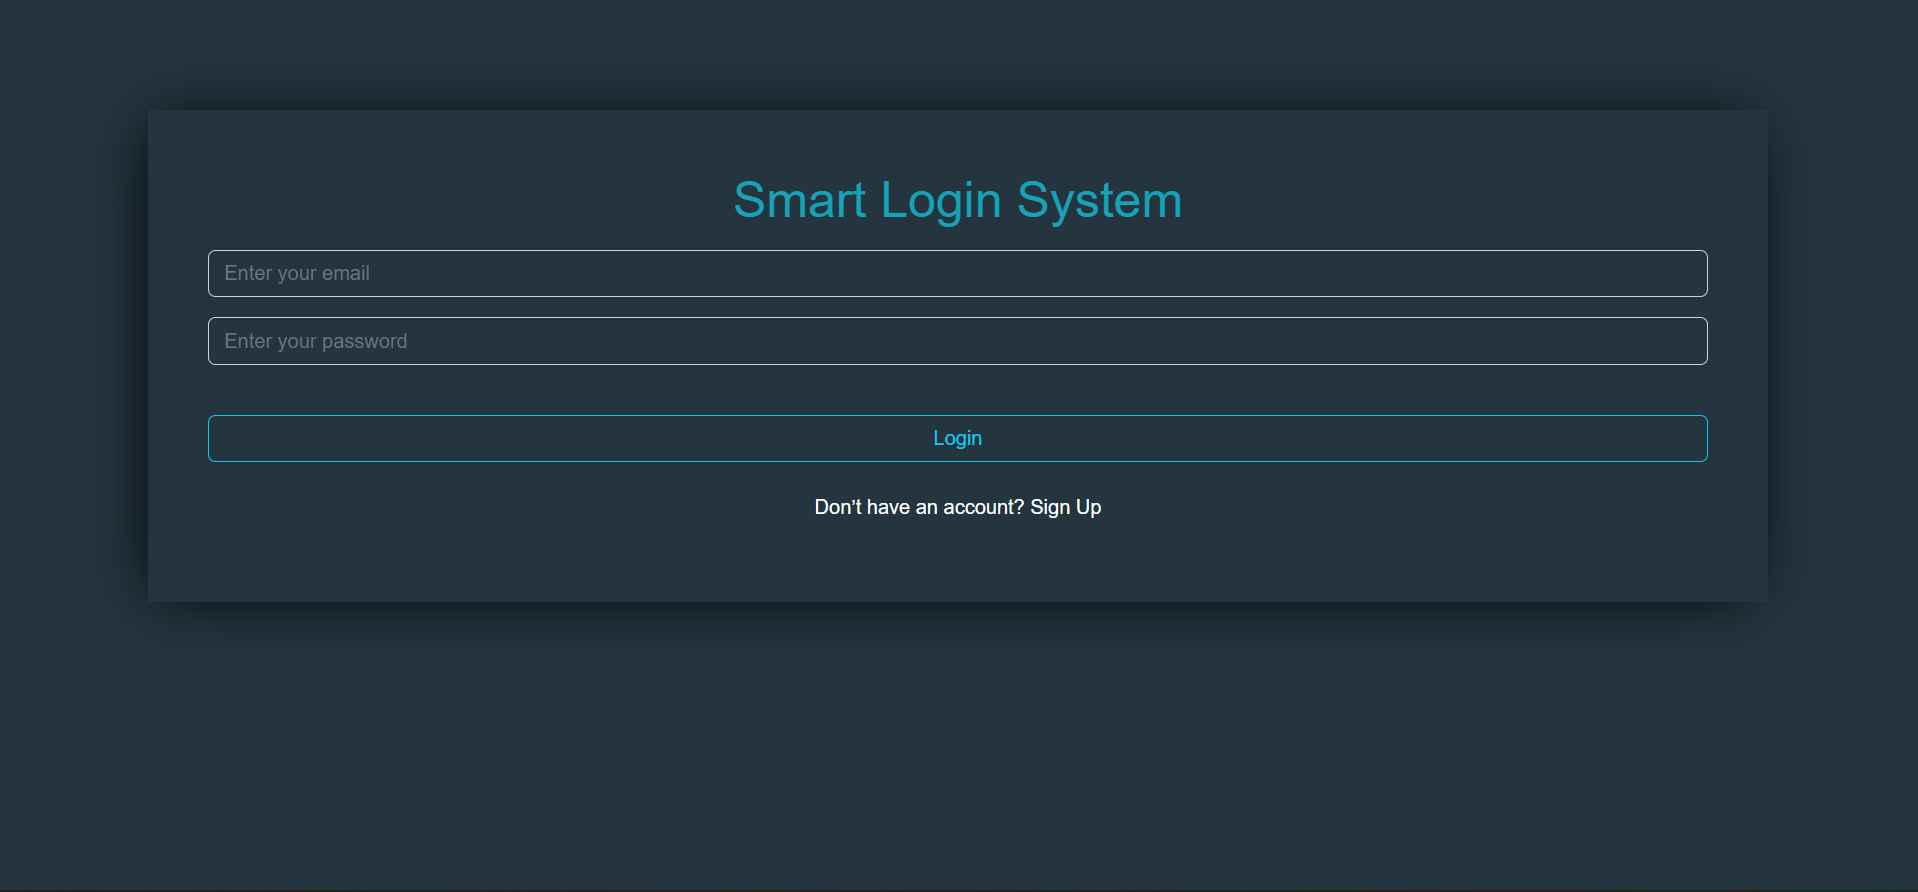 Smart Login System
Enter your email
Enter your password
Login
Don’t have an account? Sign Up